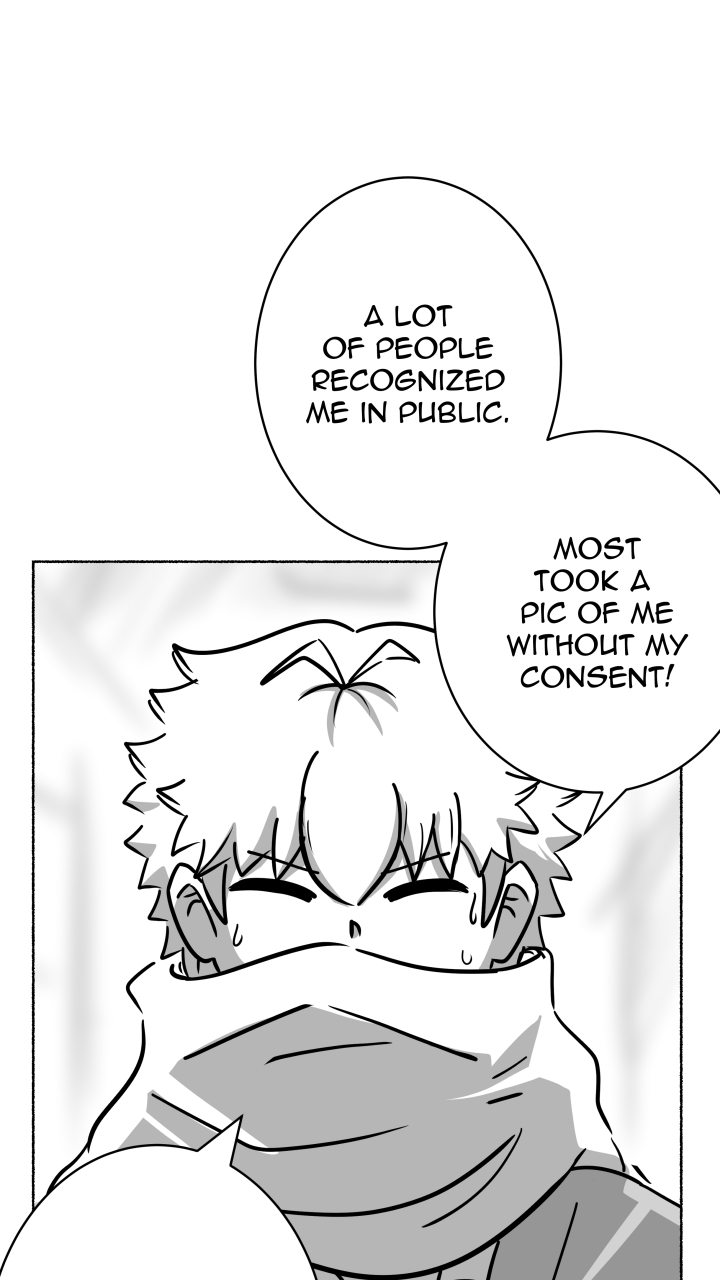 A LOT
OF PEOPLE
RECOGNIZED
ME IN PUBLIC.
MOST
TOOK A
PIC OF ME
WITHOUT MY
CONSENT!